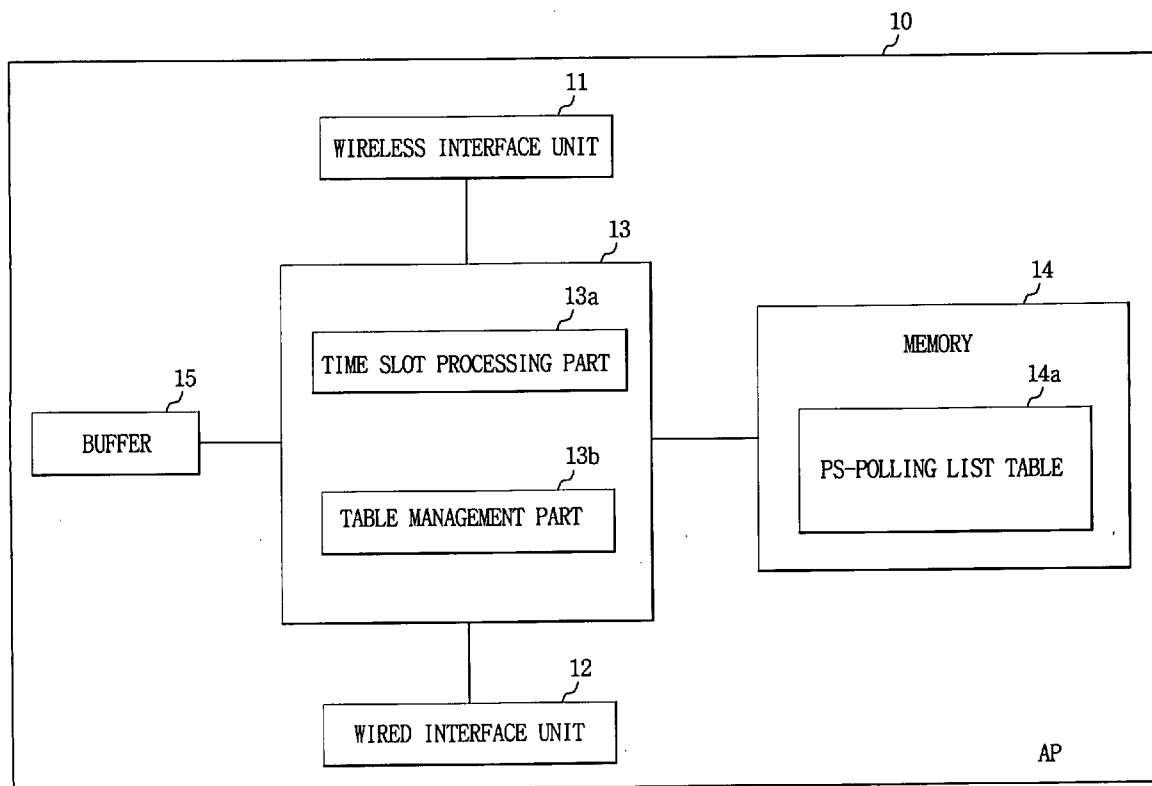 10
11
WIRELESS INTERFACE UNIT
13
13a
TIME SLOT PROCESSING PART
14
MEMORY
14a
PS-POLLING LIST TABLE
15
BUFFER
13b
TABLE MANAGEMENT PART
12
WIRED INTERFACE UNIT
AP